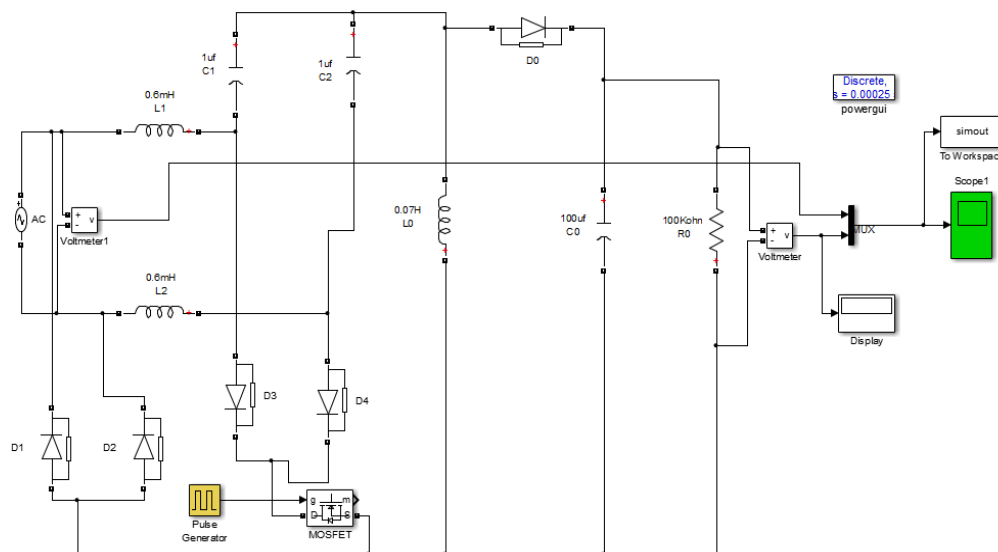 1uf
C1
1uf
C2
D0
0.6mH
L1
Discrete,
s = 0.00025
powergui
simout
To Workspac
Scope1
AC
+
-
v
Voltmeter1
0.07H
L0
100uf
C0
100Kohn
R0
+
-
v
Voltmeter
MUX
0.6mH
L2
Display
D3
D4
D1
D2
Pulse
Generator
g
m
D
S
MOSFET